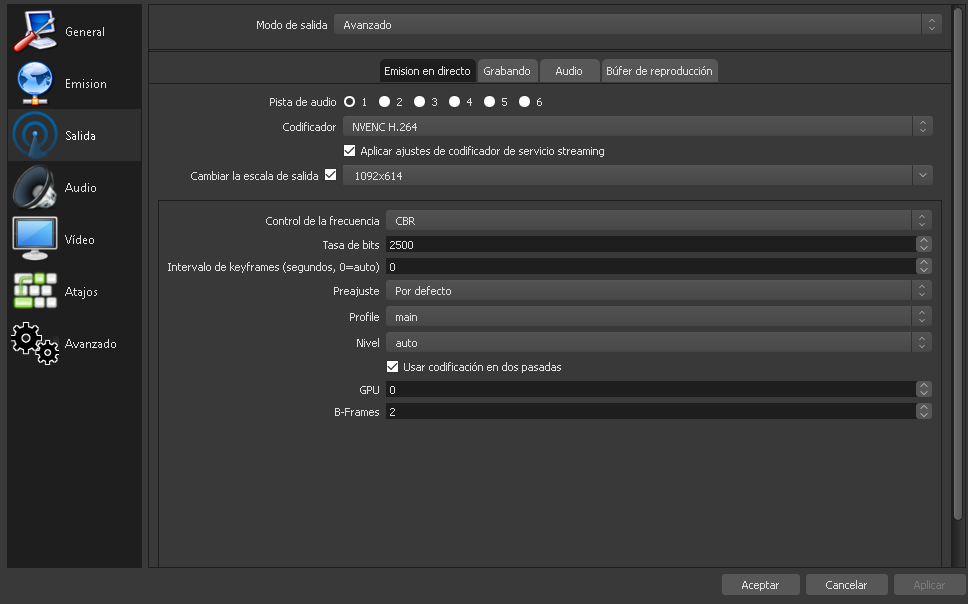 General
Emision
Salida
Audio
Vídeo
Atajos
Avanzado
Modo de salida Avanzado
Emision en directo Grabando Audio Búfer de reproducción
Pista de audio 1 2 3 4 5 6
Codificador NVENC H.264
Aplicar ajustes de codificador de servicio streaming
Cambiar la escala de salida 1092x614
Control de la frecuencia CBR
Tasa de bits 2500
Intervalo de keyframes (segundos, 0=auto) 0
Preajuste Por defecto
Profile main
Nivel auto
Usar codificación en dos pasadas
GPU 0
B-Frames 2
Aceptar Cancelar Aplicar